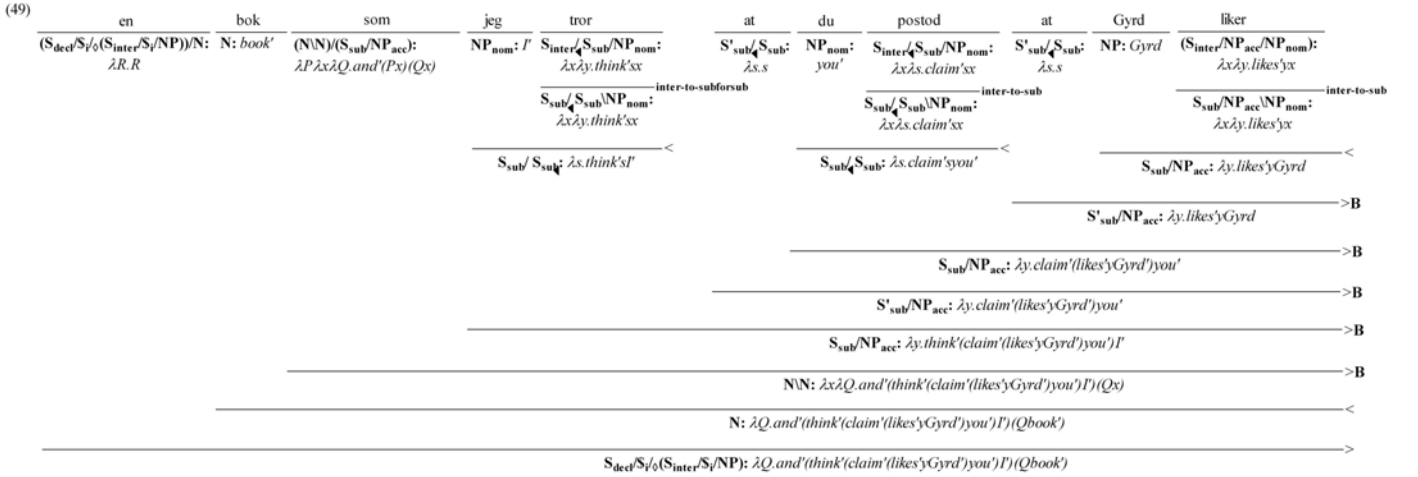 (49)
en bok som jeg tror at du postod at Gyrd liker
(S_decl/S_i/◊(S_inter/S_i/NP))/N: N: book' (N\N)/(S_sub/NP_acc): NP_nom: I' S_inter/◂S_sub/NP_nom: S'_sub/◂S_sub: NP_nom: S_inter/◂S_sub/NP_nom: S'_sub/◂S_sub: NP: Gyrd (S_inter/NP_acc/NP_nom):
λR.R λPλxλQ.and'(Px)(Qx) λxλy.think'sx λs.s you' λxλs.claim'sx λs.s λxλy.likes'yx
inter-to-subforsub inter-to-sub inter-to-sub
S_sub/◂S_sub\NP_nom: S_sub/◂S_sub\NP_nom: S_sub/NP_acc\NP_nom:
λxλy.think'sx λxλs.claim'sx λxλy.likes'yx
< < <
S_sub/ S_sub◂: λs.think'sI' S_sub/◂S_sub: λs.claim'syou' S_sub/NP_acc: λy.likes'yGyrd
>B
S'_sub/NP_acc: λy.likes'yGyrd
>B
S_sub/NP_acc: λy.claim'(likes'yGyrd')you'
>B
S'_sub/NP_acc: λy.claim'(likes'yGyrd')you'
>B
S_sub/NP_acc: λy.think'(claim'(likes'yGyrd')you')I'
>B
N\N: λxλQ.and'(think'(claim'(likes'yGyrd')you')I')(Qx)
<
N: λQ.and'(think'(claim'(likes'yGyrd')you')I')(Qbook')
>
S_decl/S_i/◊(S_inter/S_i/NP): λQ.and'(think'(claim'(likes'yGyrd')you')I')(Qbook')